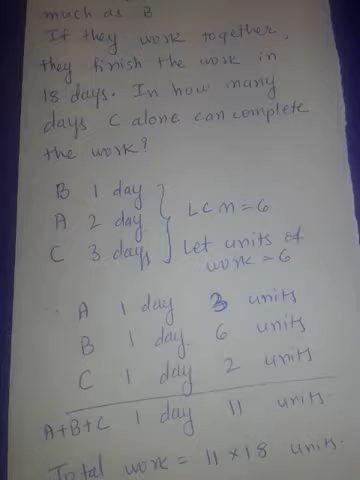 much as B
If they work together,
they finish the work in
18 days. In how many
days C alone can complete
the work?
B 1 day
A 2 day
C 3 days
LCM = 6
Let units of
work = 6
∵ A 1 day 3 units
B 1 day. 6 units
C 1 day 2 units
A+B+C 1 day 11 units.
Total work = 11 × 18 units.